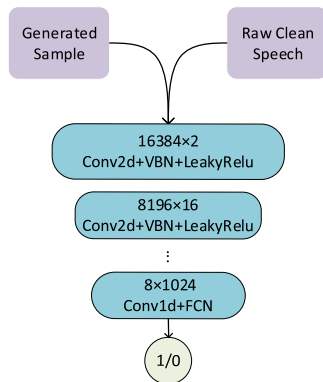 Generated
Sample
Raw Clean
Speech
16384×2
Conv2d+VBN+LeakyRelu
8196×16
Conv2d+VBN+LeakyRelu
⋮
8×1024
Conv1d+FCN
1/0